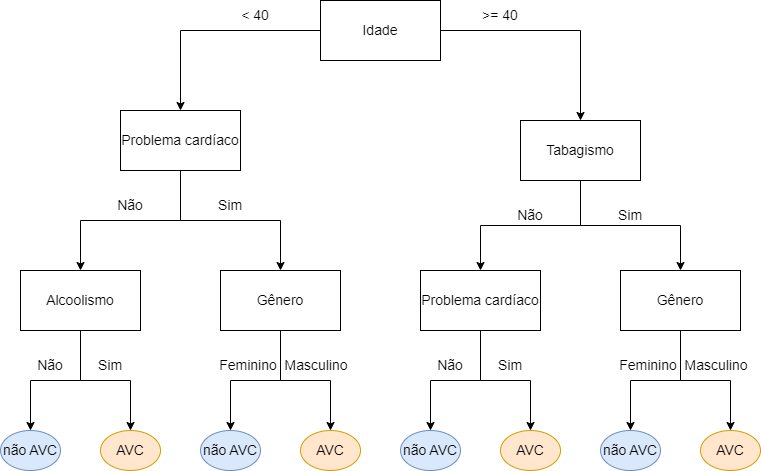 < 40
Idade
>= 40
Problema cardíaco
Tabagismo
Não
Sim
Não
Sim
Alcoolismo
Gênero
Problema cardíaco
Gênero
Não
Sim
Feminino
Masculino
Não
Sim
Feminino
Masculino
não AVC
AVC
não AVC
AVC
não AVC
AVC
não AVC
AVC